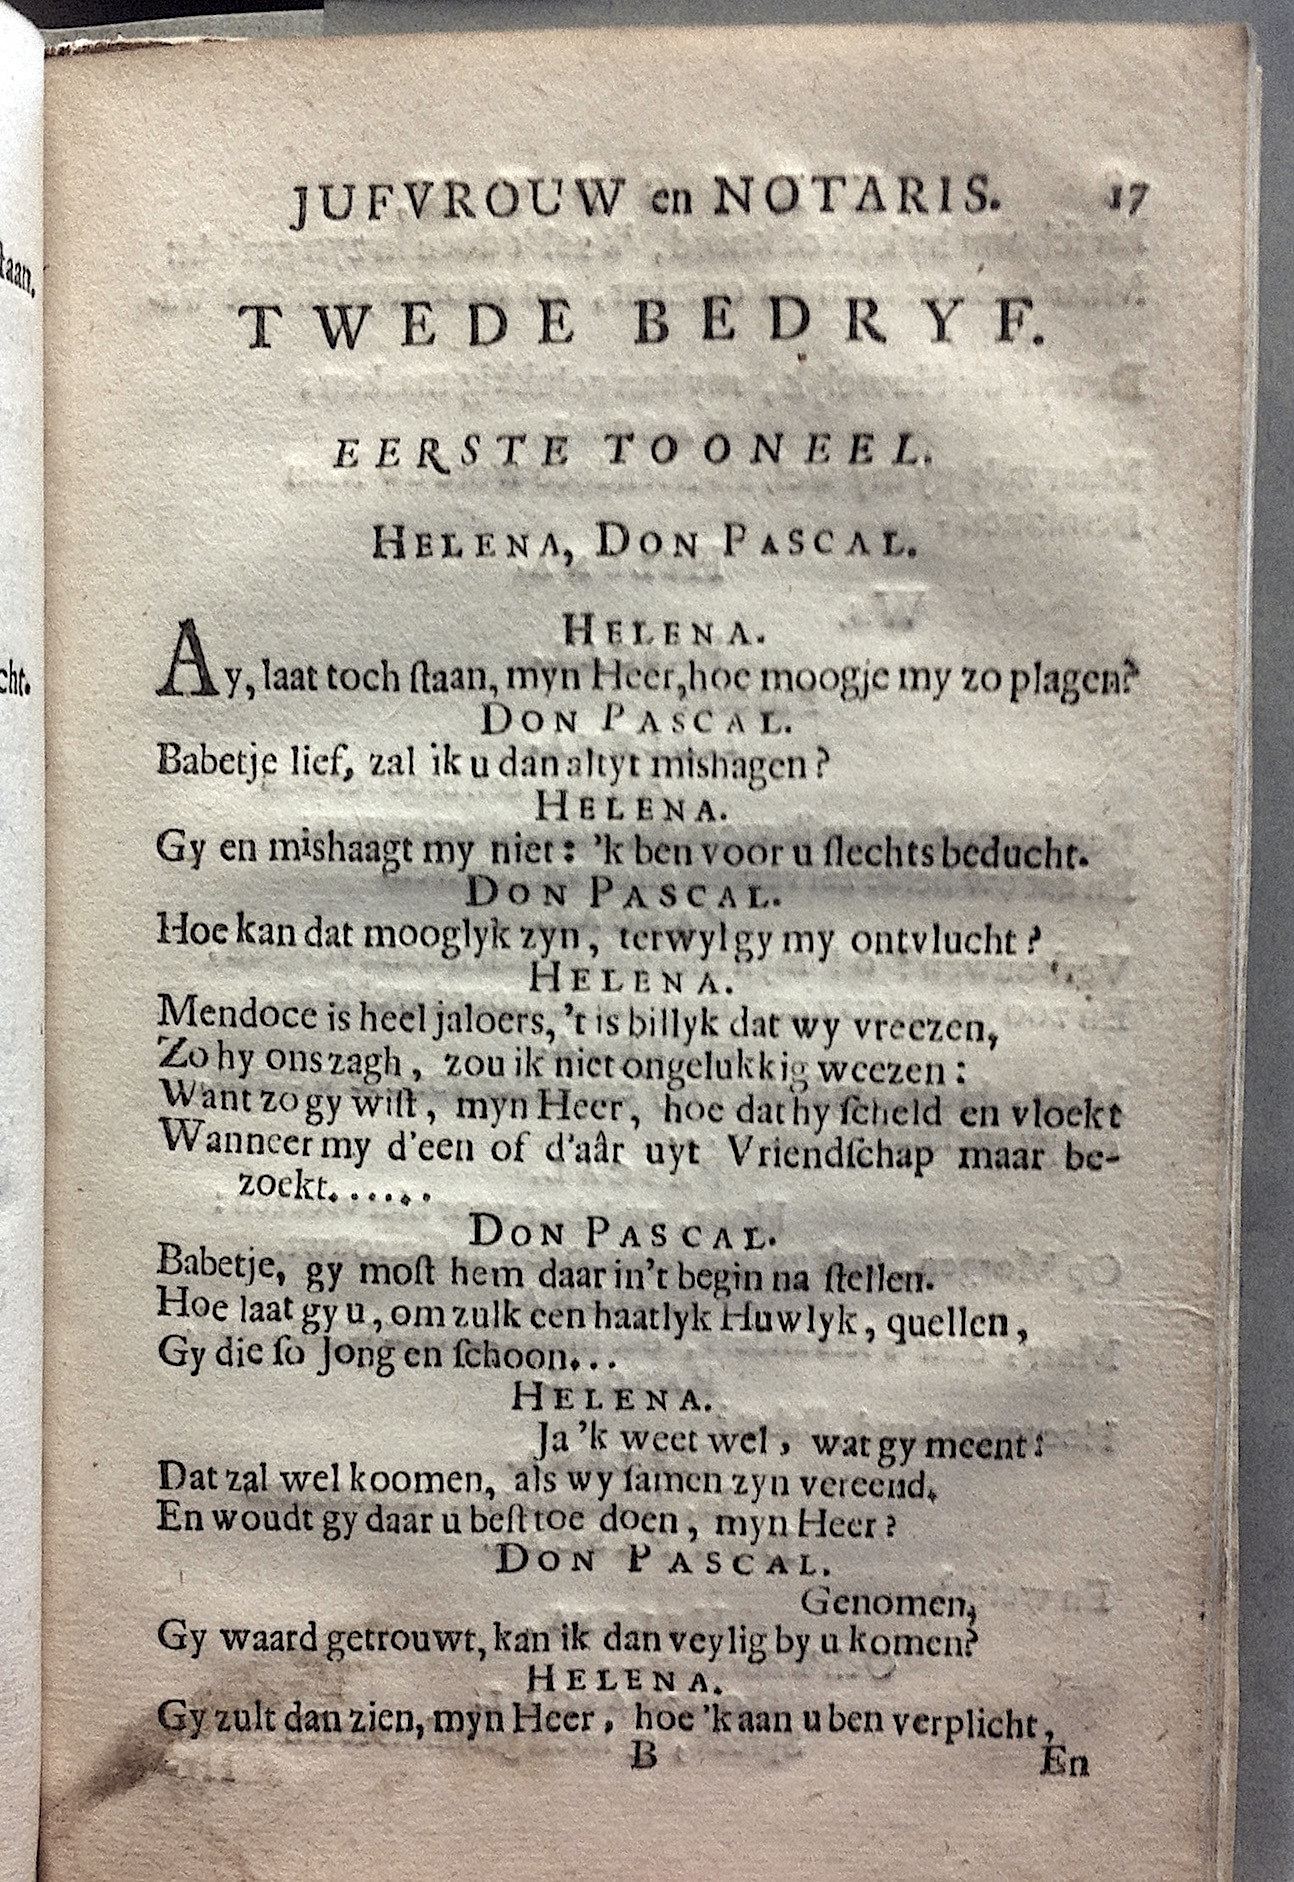 JUFVROUW en NOTARIS. 17
TWEDE BEDRYF.
EERSTE TOONEEL.
HELENA, DON PASCAL.
HELENA.
Ay, laat toch ſtaan, myn Heer, hoe moogje my zo plagen?
DON PASCAL.
Babetje lief, zal ik u dan altyt mishagen?
HELENA.
Gy en mishaagt my niet: 'k ben voor u ſlechts beducht.
DON PASCAL.
Hoe kan dat mooglyk zyn, terwyl gy my ontvlucht?
HELENA.
Mendoce is heel jaloers, 't is billyk dat wy vreezen,
Zo hy ons zagh, zou ik niet ongelukkig weezen:
Want zo gy wiſt, myn Heer, hoe dat hy ſcheld en vloekt
Wanneer my d'een of d'aâr uyt Vriendſchap maar be-
zoekt.......
DON PASCAL.
Babetje, gy moſt hem daar in't begin na ſtellen.
Hoe laat gy u, om zulk een haatlyk Huwlyk, quellen,
Gy die ſo Jong en ſchoon...
HELENA.
Ja 'k weet wel, wat gy meent:
Dat zal wel koomen, als wy ſamen zyn vereend.
En woudt gy daar u beſt toe doen, myn Heer?
DON PASCAL.
Genomen,
Gy waard getrouwt, kan ik dan veylig by u komen?
HELENA.
Gy zult dan zien, myn Heer, hoe 'k aan u ben verplicht,
B En
ſtaan.
cht.